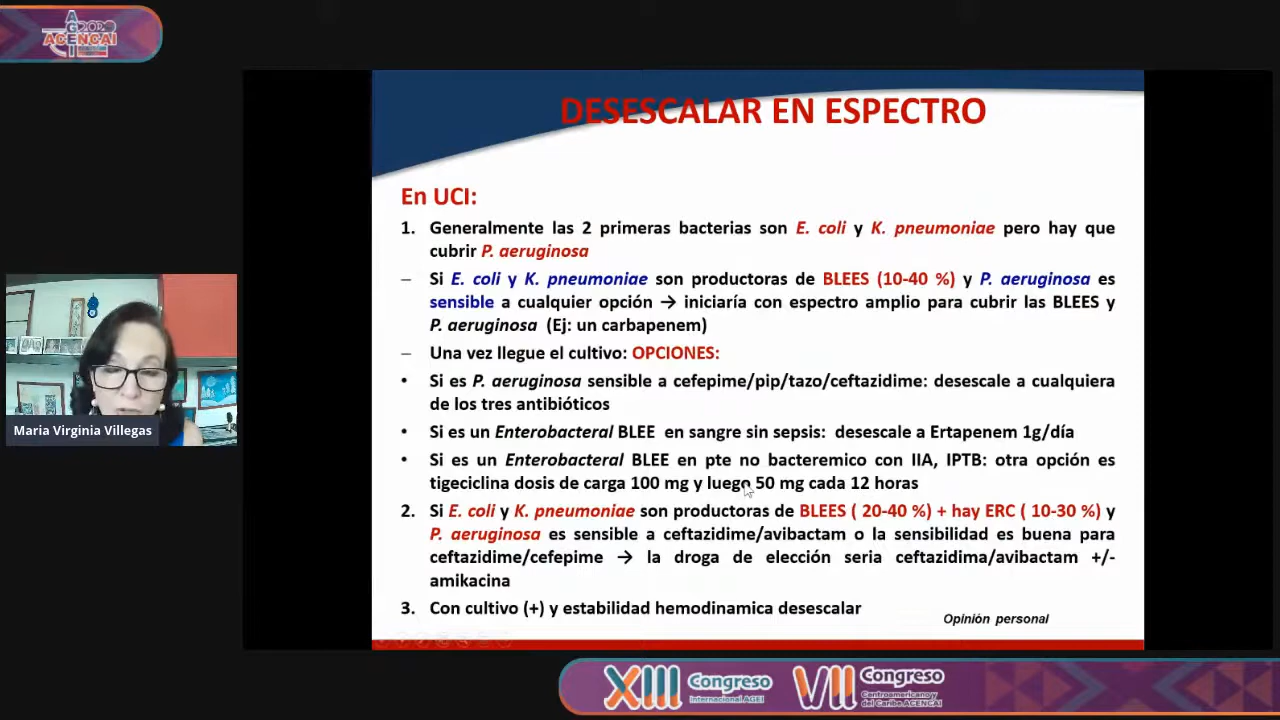 AGEI
2020
ACENCAI
DESESCALAR EN ESPECTRO
En UCI:
1. Generalmente las 2 primeras bacterias son E. coli y K. pneumoniae pero hay que
cubrir P. aeruginosa
– Si E. coli y K. pneumoniae son productoras de BLEES (10-40 %) y P. aeruginosa es
sensible a cualquier opción → iniciaría con espectro amplio para cubrir las BLEES y
P. aeruginosa (Ej: un carbapenem)
– Una vez llegue el cultivo: OPCIONES:
• Si es P. aeruginosa sensible a cefepime/pip/tazo/ceftazidime: desescale a cualquiera
de los tres antibióticos
• Si es un Enterobacteral BLEE en sangre sin sepsis: desescale a Ertapenem 1g/día
• Si es un Enterobacteral BLEE en pte no bacteremico con IIA, IPTB: otra opción es
tigeciclina dosis de carga 100 mg y luego 50 mg cada 12 horas
2. Si E. coli y K. pneumoniae son productoras de BLEES ( 20-40 %) + hay ERC ( 10-30 %) y
P. aeruginosa es sensible a ceftazidime/avibactam o la sensibilidad es buena para
ceftazidime/cefepime → la droga de elección seria ceftazidima/avibactam +/-
amikacina
3. Con cultivo (+) y estabilidad hemodinamica desescalar
Opinión personal
Maria Virginia Villegas
XIII Congreso
Internacional AGEI
VII Congreso
Centroamericano y
del Caribe ACENCAI